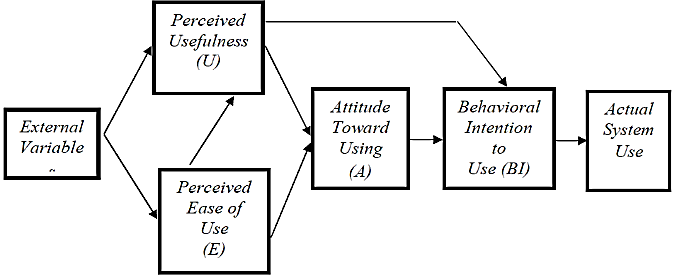 External
Variable
~
Perceived
Usefulness
(U)
Perceived
Ease of
Use
(E)
Attitude
Toward
Using
(A)
Behavioral
Intention
to
Use (BI)
Actual
System
Use